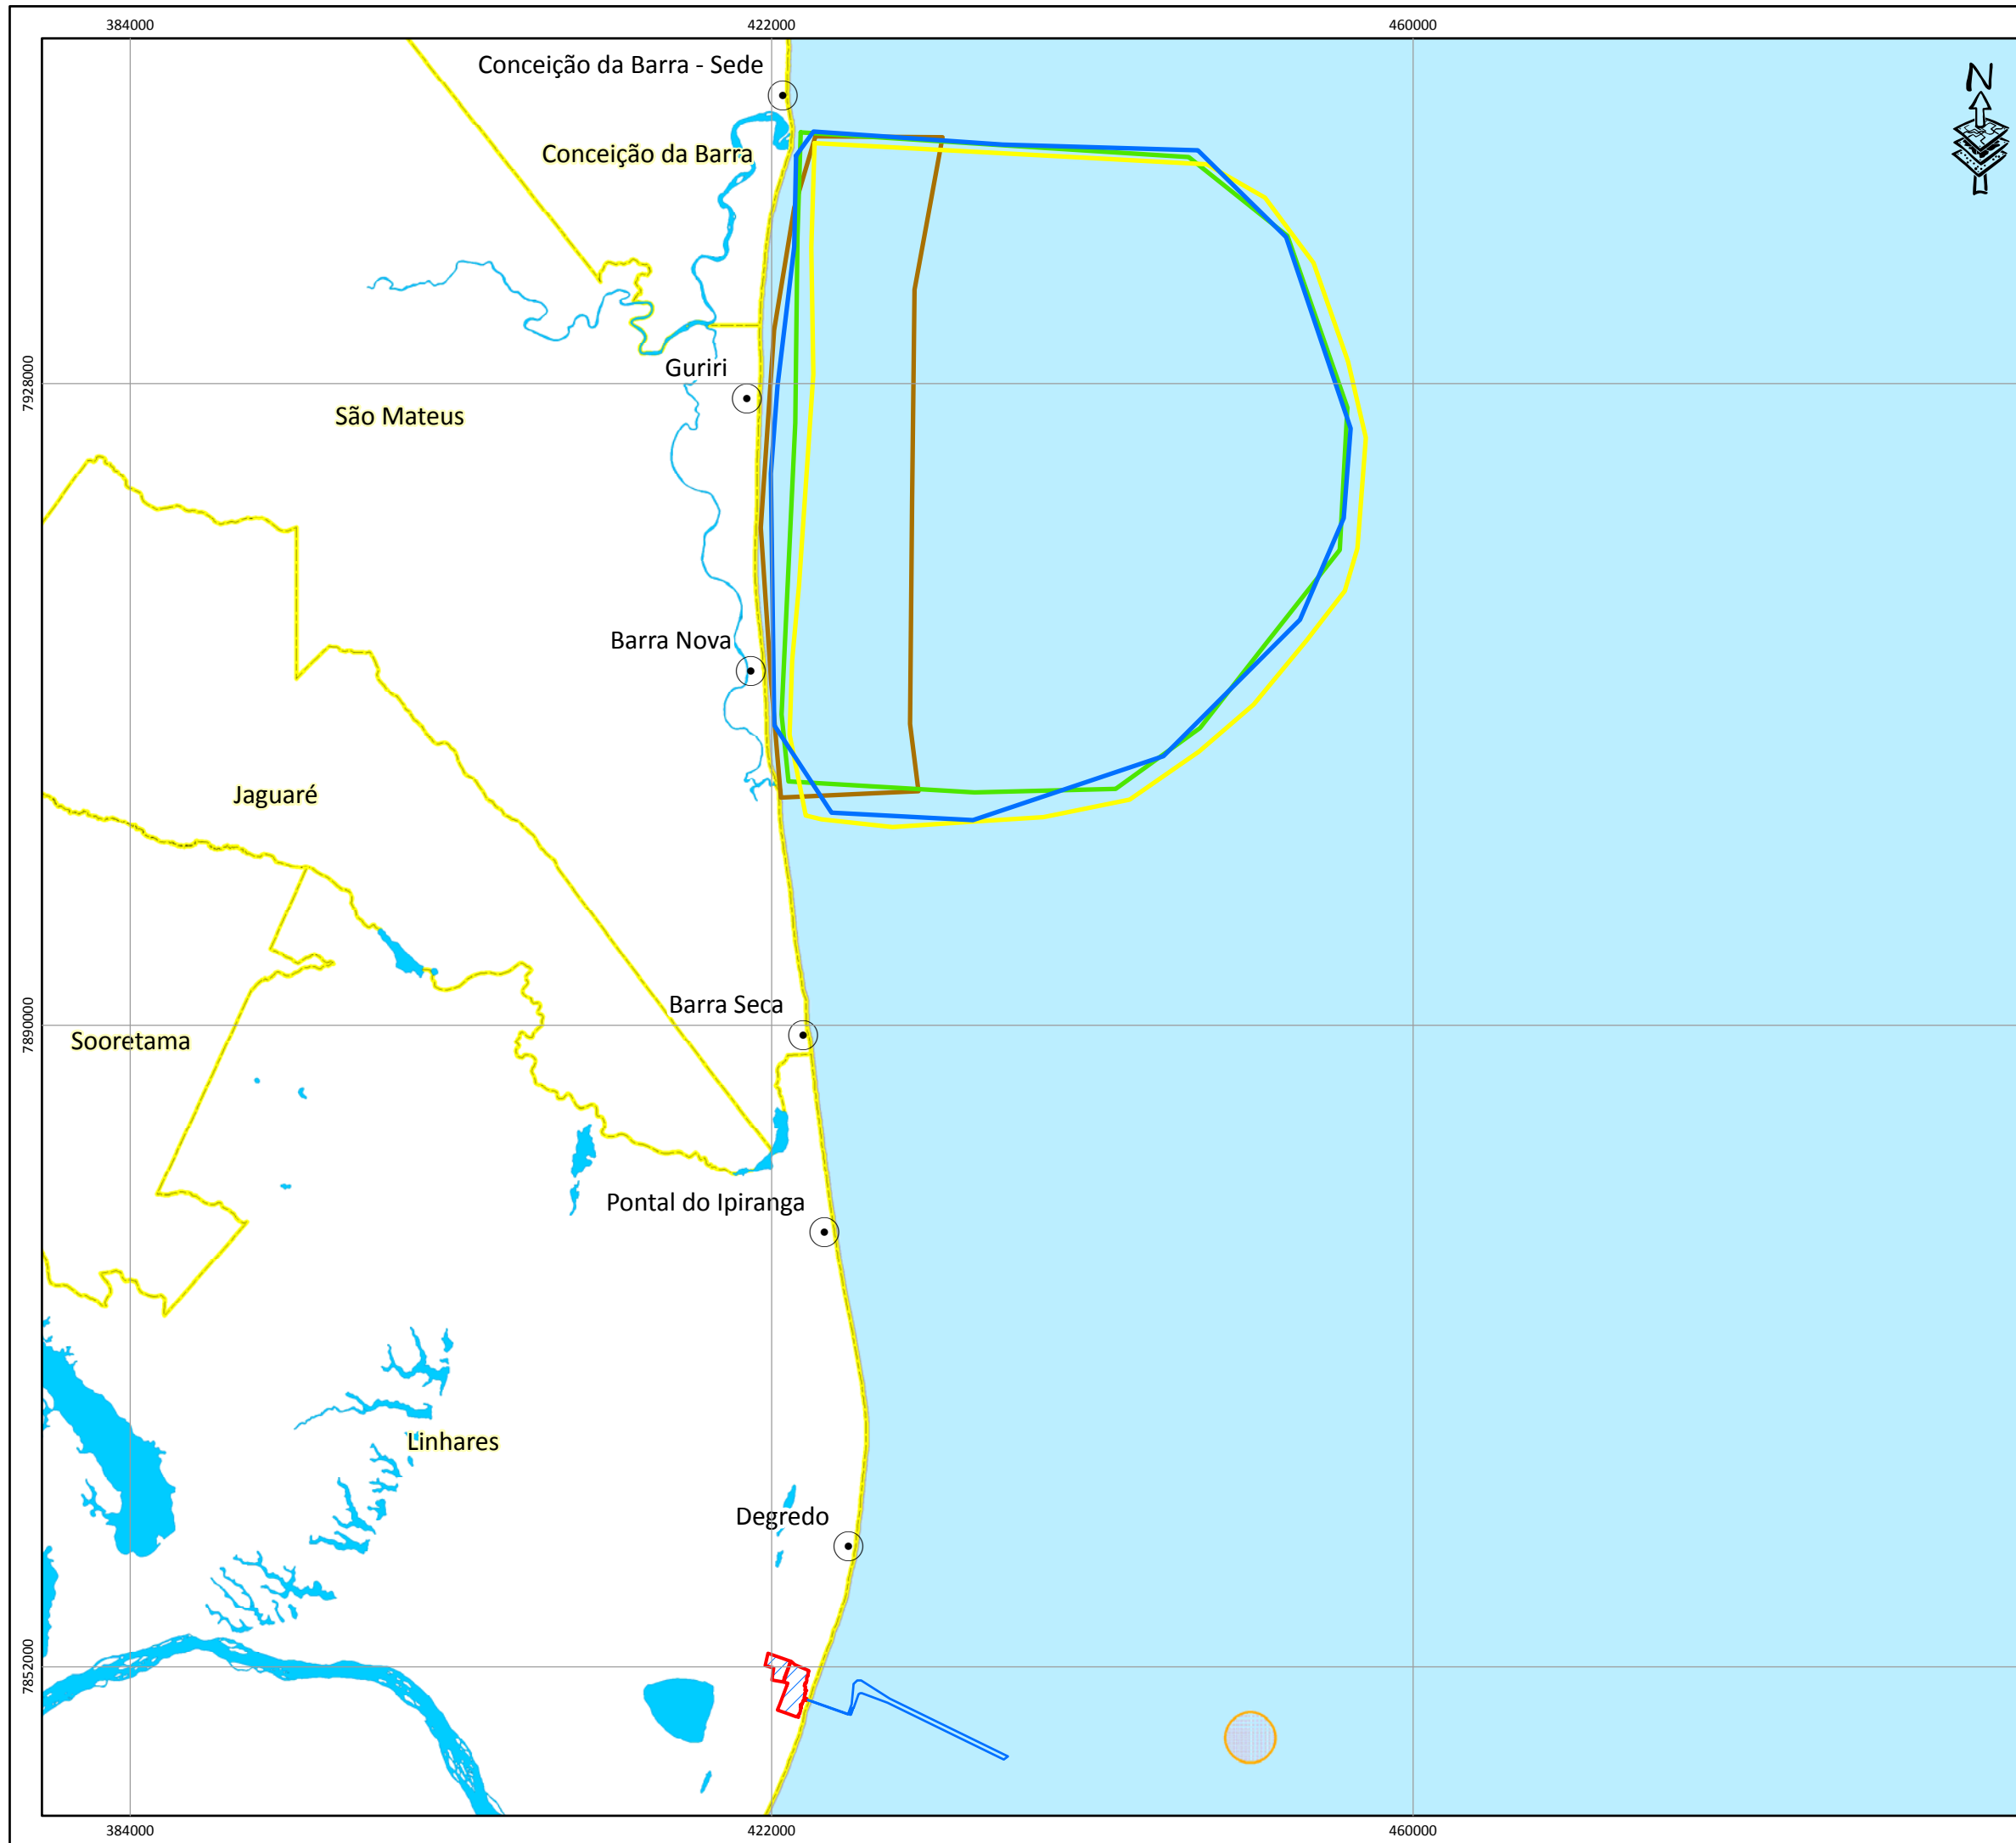 384000
422000
460000
Conceição da Barra - Sede
N
Conceição da Barra
Guriri
7928000
São Mateus
Barra Nova
Jaguaré
Barra Seca
7890000
Sooretama
Pontal do Ipiranga
Linhares
Degredo
7852000
384000
422000
460000